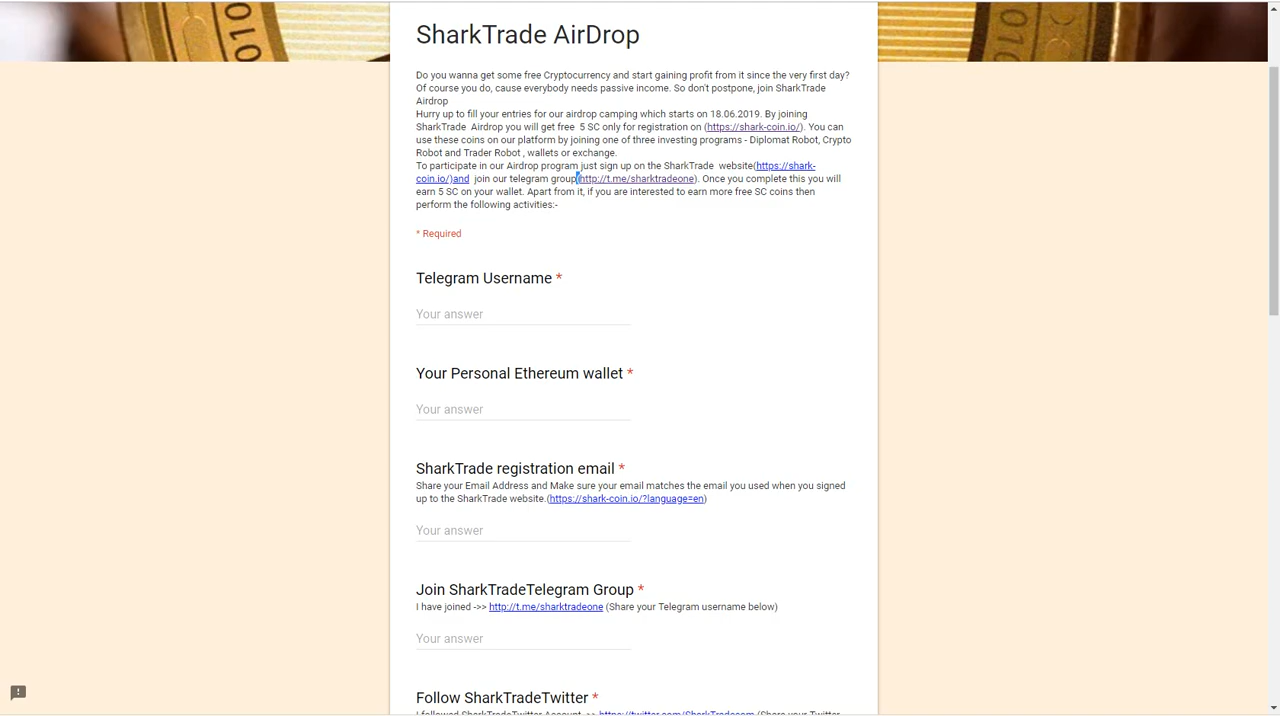 SharkTrade AirDrop
Do you wanna get some free Cryptocurrency and start gaining profit from it since the very first day?
Of course you do, cause everybody needs passive income. So don't postpone, join SharkTrade
Airdrop
Hurry up to fill your entries for our airdrop camping which starts on 18.06.2019. By joining
SharkTrade  Airdrop you will get free  5 SC only for registration on (https://shark-coin.io/). You can
use these coins on our platform by joining one of three investing programs - Diplomat Robot, Crypto
Robot and Trader Robot , wallets or exchange.
To participate in our Airdrop program just sign up on the SharkTrade  website(https://shark-
coin.io/)and  join our telegram group(http://t.me/sharktradeone). Once you complete this you will
earn 5 SC on your wallet. Apart from it, if you are interested to earn more free SC coins then
perform the following activities:-
* Required
Telegram Username *
Your answer
Your Personal Ethereum wallet *
Your answer
SharkTrade registration email *
Share your Email Address and Make sure your email matches the email you used when you signed
up to the SharkTrade website.(https://shark-coin.io/?language=en)
Your answer
Join SharkTradeTelegram Group *
I have joined ->> http://t.me/sharktradeone (Share your Telegram username below)
Your answer
Follow SharkTradeTwitter *
I followed SharkTradeTwitter Account ->> https://twitter.com/SharkTradecom (Share your Twitter